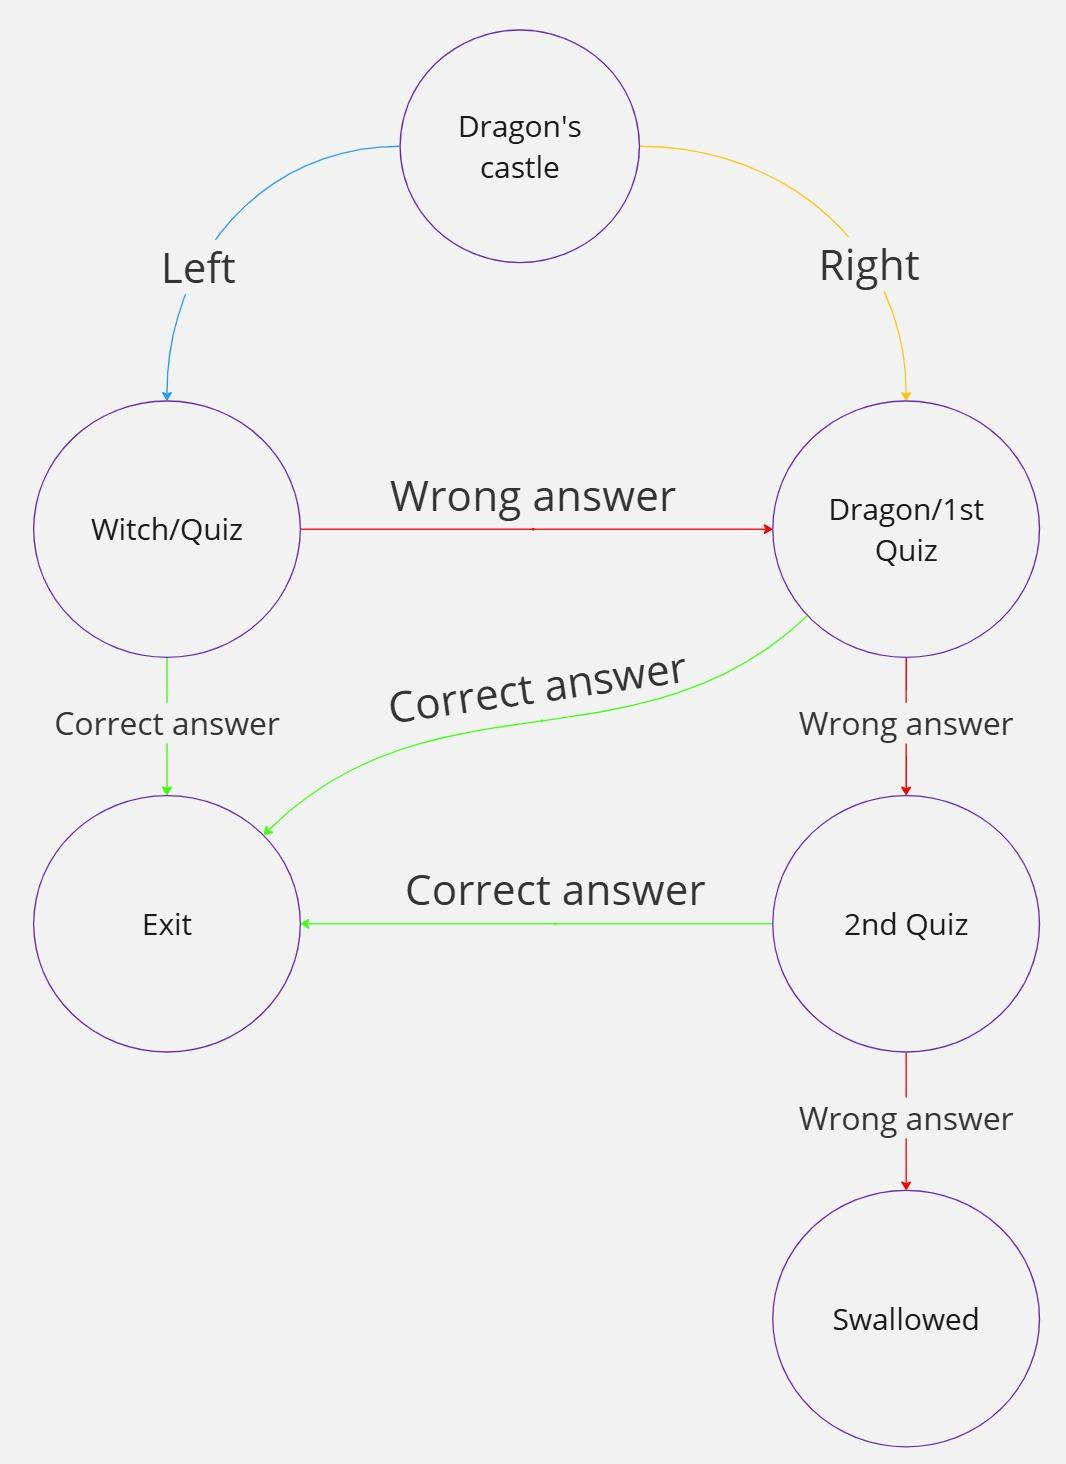 Dragon's
castle
Left
Right
Wrong answer
Witch/Quiz
Dragon/1st
Quiz
Correct answer
Correct answer
Wrong answer
Correct answer
Exit
2nd Quiz
Wrong answer
Swallowed